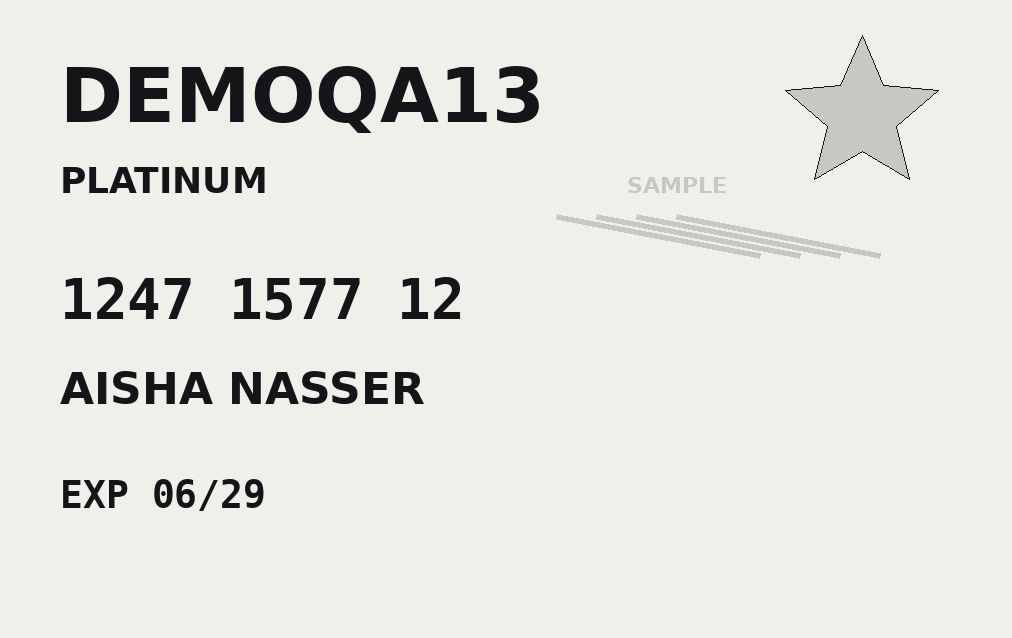 DEMOQA13
PLATINUM
SAMPLE
1247 1577 12
AISHA NASSER
EXP 06/29